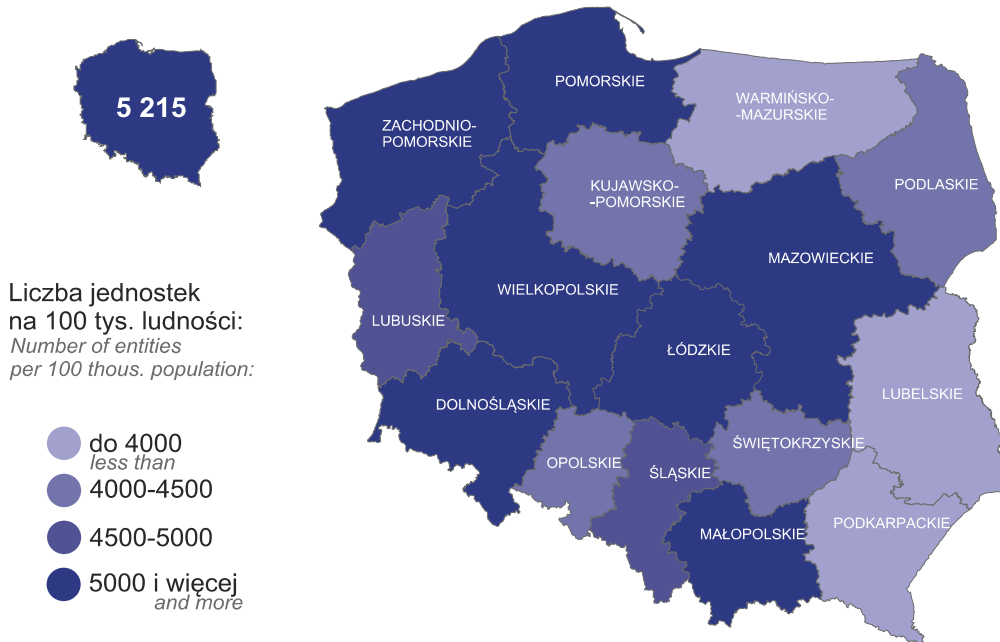 5 215
Liczba jednostek
na 100 tys. ludności:
Number of entities
per 100 thous. population:
do 4000
less than
4000-4500
4500-5000
5000 i więcej
and more
POMORSKIE
WARMIŃSKO-
-MAZURSKIE
ZACHODNIO-
POMORSKIE
KUJAWSKO-
-POMORSKIE
PODLASKIE
MAZOWIECKIE
WIELKOPOLSKIE
LUBUSKIE
ŁÓDZKIE
LUBELSKIE
DOLNOŚLĄSKIE
ŚWIĘTOKRZYSKIE
OPOLSKIE
ŚLĄSKIE
PODKARPACKIE
MAŁOPOLSKIE